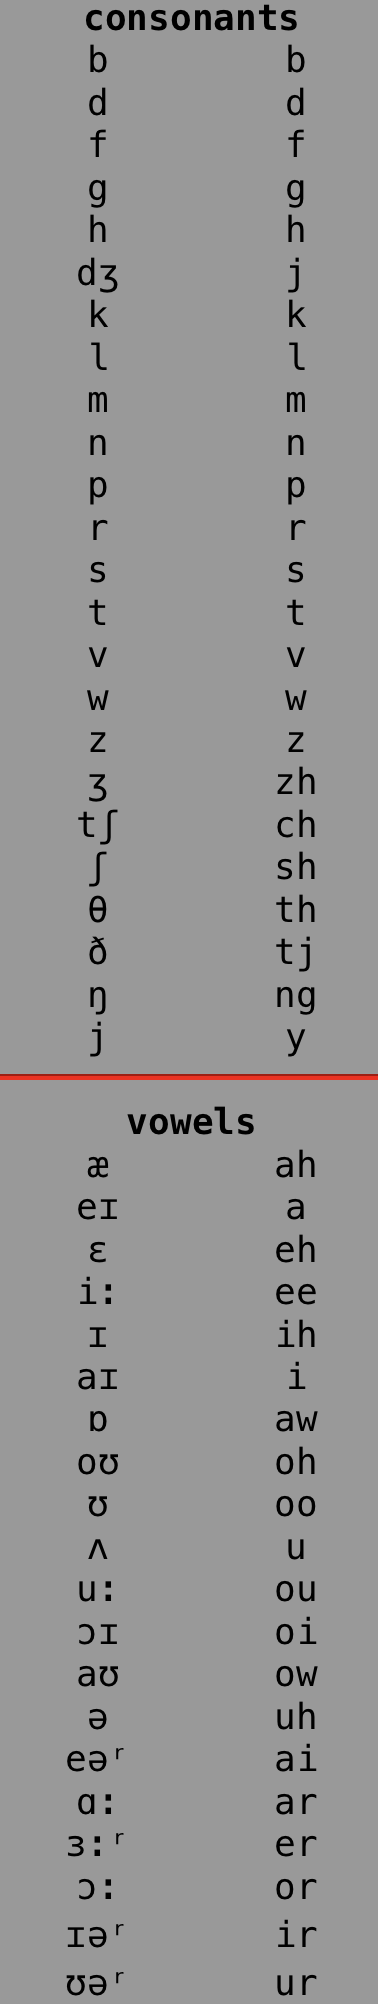 consonants
b b
d d
f f
g g
h h
dʒ j
k k
l l
m m
n n
p p
r r
s s
t t
v v
w w
z z
ʒ zh
tʃ ch
ʃ sh
θ th
ð tj
ŋ ng
j y
vowels
æ ah
eɪ a
ɛ eh
i: ee
ɪ ih
aɪ i
ɒ aw
oʊ oh
ʊ oo
ʌ u
u: ou
ɔɪ oi
aʊ ow
ə uh
eəʳ ai
ɑ: ar
ɜ:ʳ er
ɔ: or
ɪəʳ ir
ʊəʳ ur